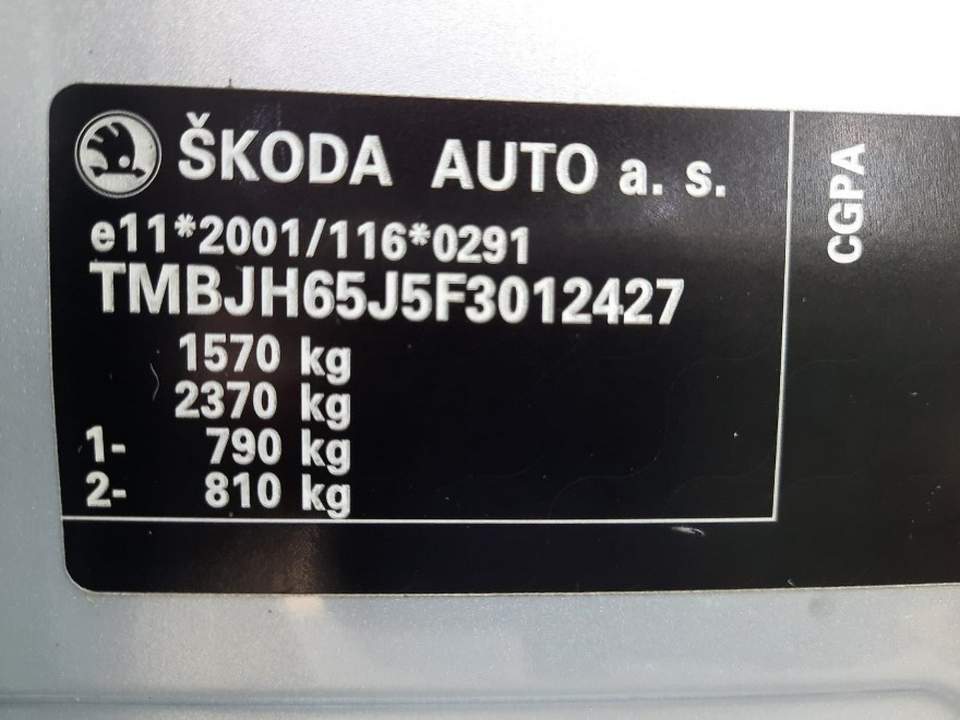 ŠKODA AUTO a. s.
e11*2001/116*0291
TMBJH65J5F3012427
1570 kg
2370 kg
1- 790 kg
2- 810 kg
CGPA